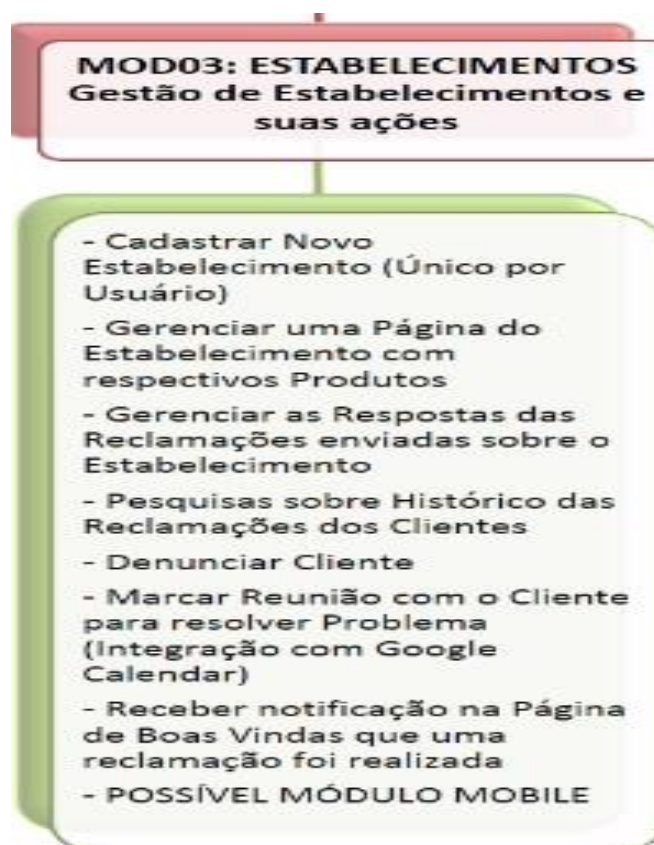 MOD03: ESTABELECIMENTOS
Gestão de Estabelecimentos e
suas ações
- Cadastrar Novo
Estabelecimento (Único por
Usuário)
- Gerenciar uma Página do
Estabelecimento com
respectivos Produtos
- Gerenciar as Respostas das
Reclamações enviadas sobre o
Estabelecimento
- Pesquisas sobre Histórico das
Reclamações dos Clientes
- Denunciar Cliente
- Marcar Reunião com o Cliente
para resolver Problema
(Integração com Google
Calendar)
- Receber notificação na Página
de Boas Vindas que uma
reclamação foi realizada
- POSSÍVEL MÓDULO MOBILE